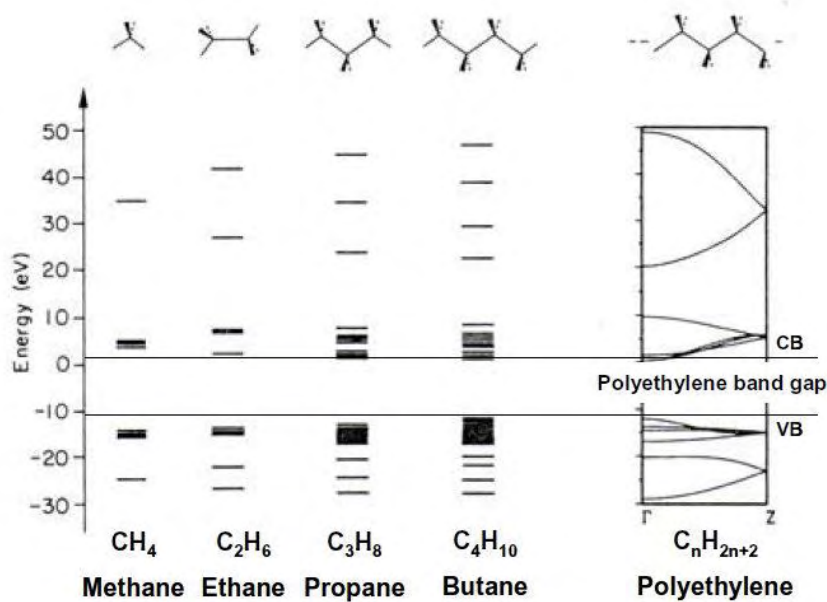 Energy (eV)
50
40
30
20
10
0
-10
-20
-30
CB
Polyethylene band gap
VB
Γ Z
CH4 C2H6 C3H8 C4H10 CnH2n+2
Methane Ethane Propane Butane Polyethylene